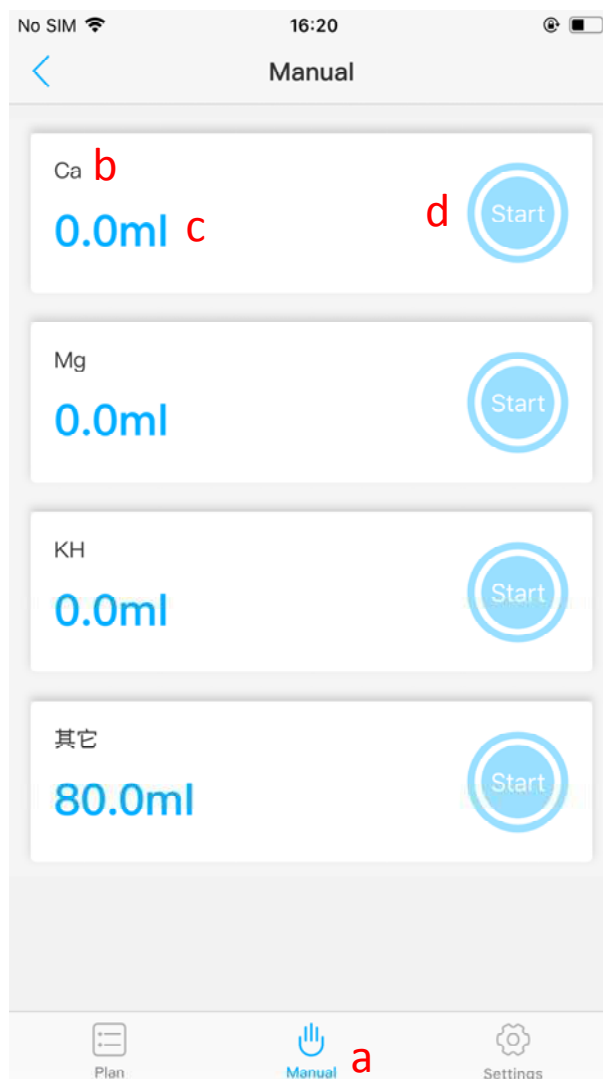 No SIM 16:20
Manual
Ca b
0.0ml c
d Start
Mg
0.0ml
Start
KH
0.0ml
Start
其它
80.0ml
Start
Plan Manual a Settings